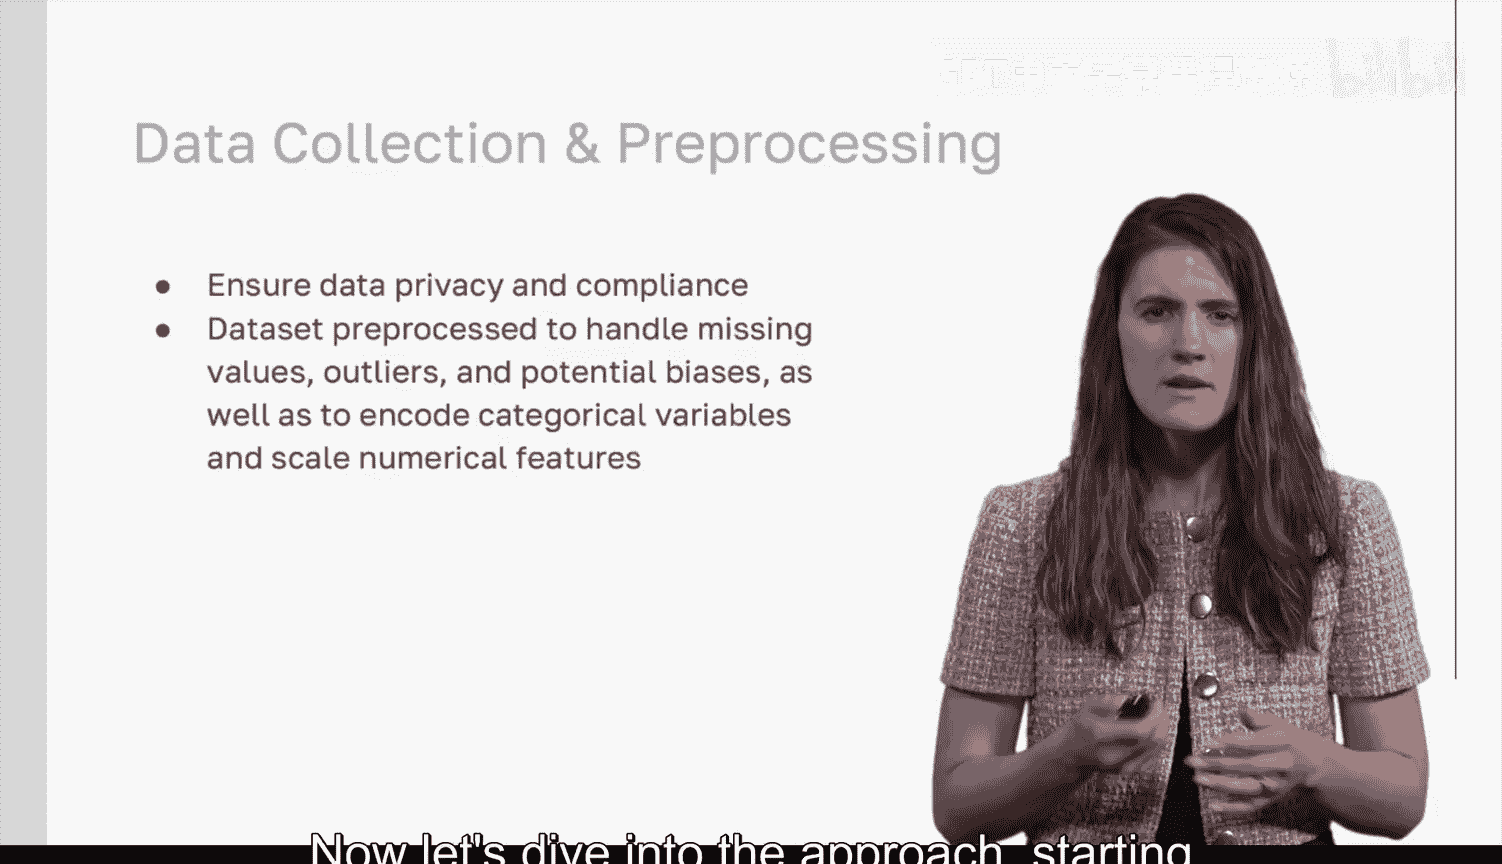 Data Collection & Preprocessing
● Ensure data privacy and compliance
● Dataset preprocessed to handle missing
values, outliers, and potential biases, as
well as to encode categorical variables
and scale numerical features
Now let's dive into the approach, starting